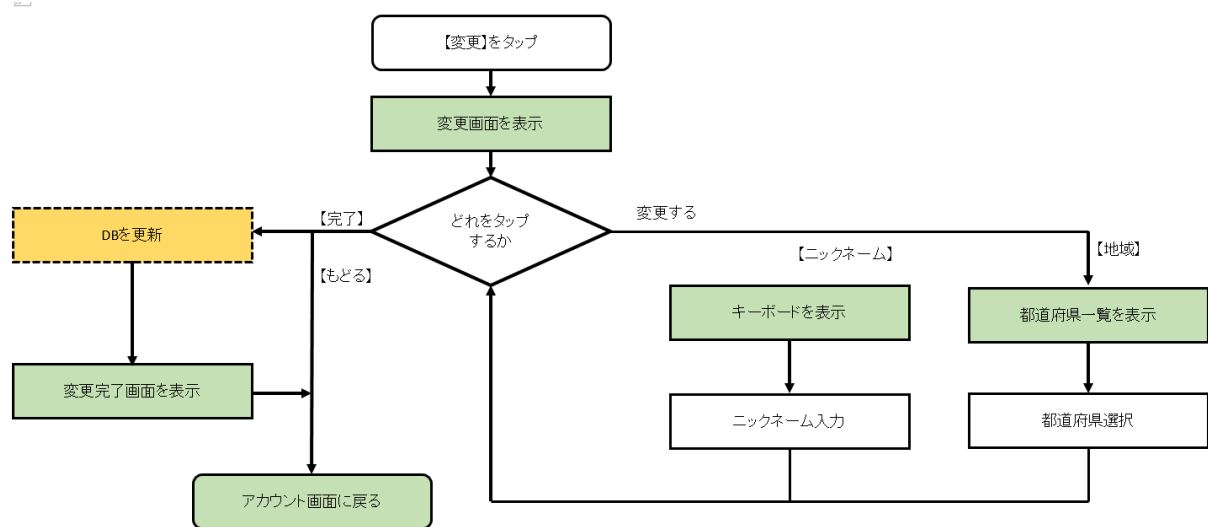 【変更】をタップ
変更画面を表示
どれをタップ
するか
【完了】
変更する
DBを更新
【もどる】
【ニックネーム】
【地域】
キーボードを表示
都道府県一覧を表示
変更完了画面を表示
ニックネーム入力
都道府県選択
アカウント画面に戻る